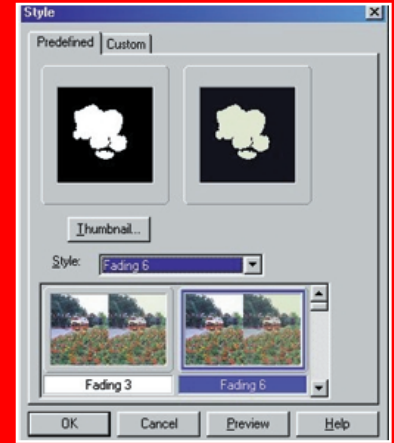 Style
Predefined Custom
Thumbnail...
Style: Fading 6
Fading 3 Fading 6
OK Cancel Preview Help